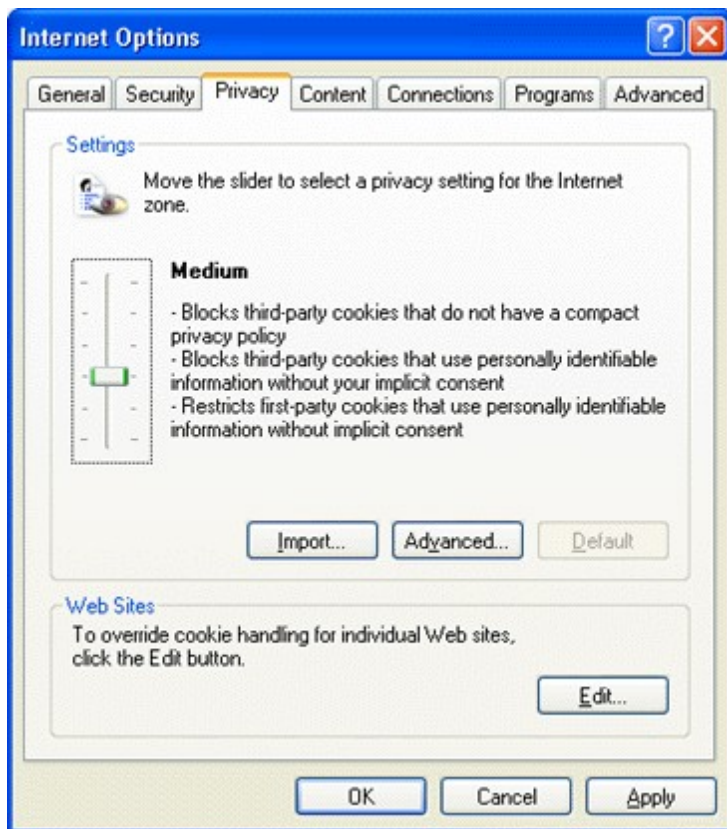 Internet Options
General Security Privacy Content Connections Programs Advanced
Settings
Move the slider to select a privacy setting for the Internet
zone.
Medium
- Blocks third-party cookies that do not have a compact
privacy policy
- Blocks third-party cookies that use personally identifiable
information without your implicit consent
- Restricts first-party cookies that use personally identifiable
information without implicit consent
Import... Advanced... Default
Web Sites
To override cookie handling for individual Web sites,
click the Edit button.
Edit...
OK Cancel Apply